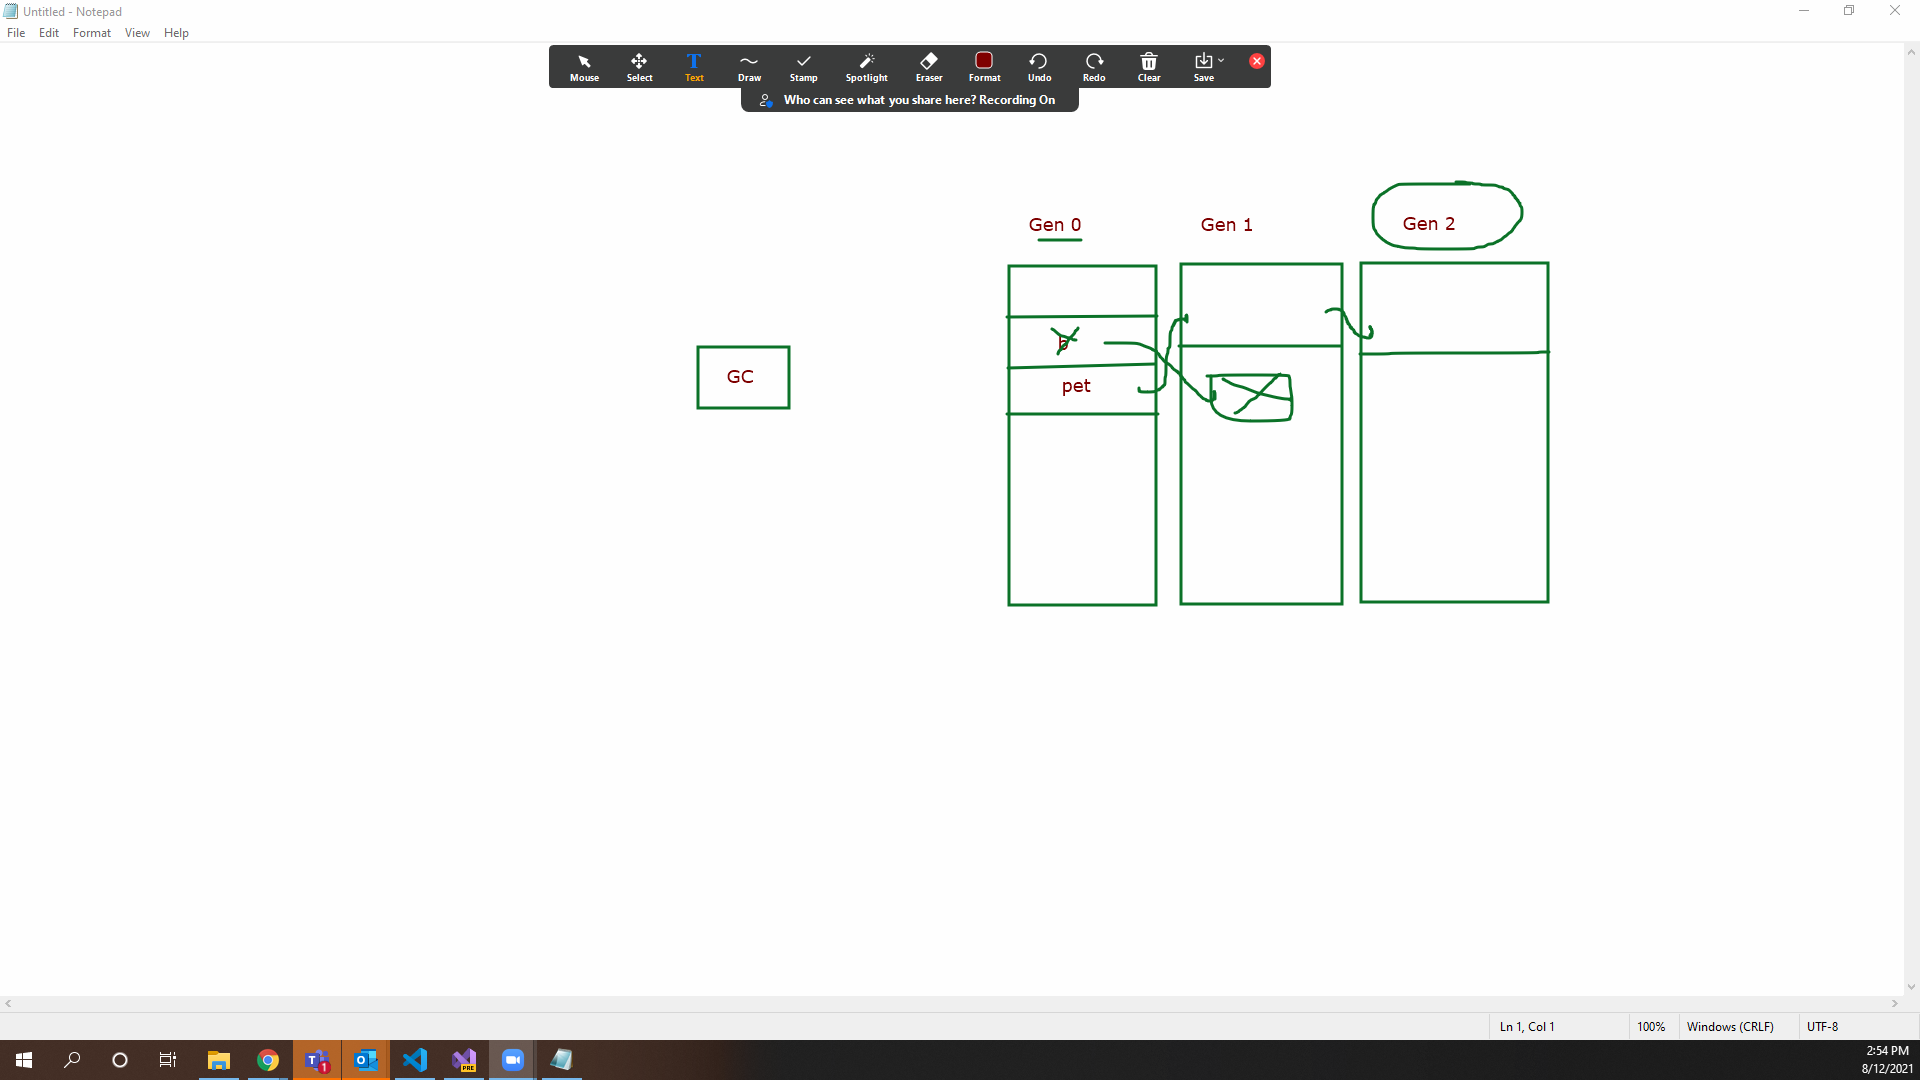 Untitled - Notepad
File Edit Format View Help
Mouse Select Text Draw Stamp Spotlight Eraser Format Undo Redo Clear Save
Who can see what you share here? Recording On
Gen 0 Gen 1 Gen 2
b
GC
pet
Ln 1, Col 1 100% Windows (CRLF) UTF-8
2:54 PM
8/12/2021